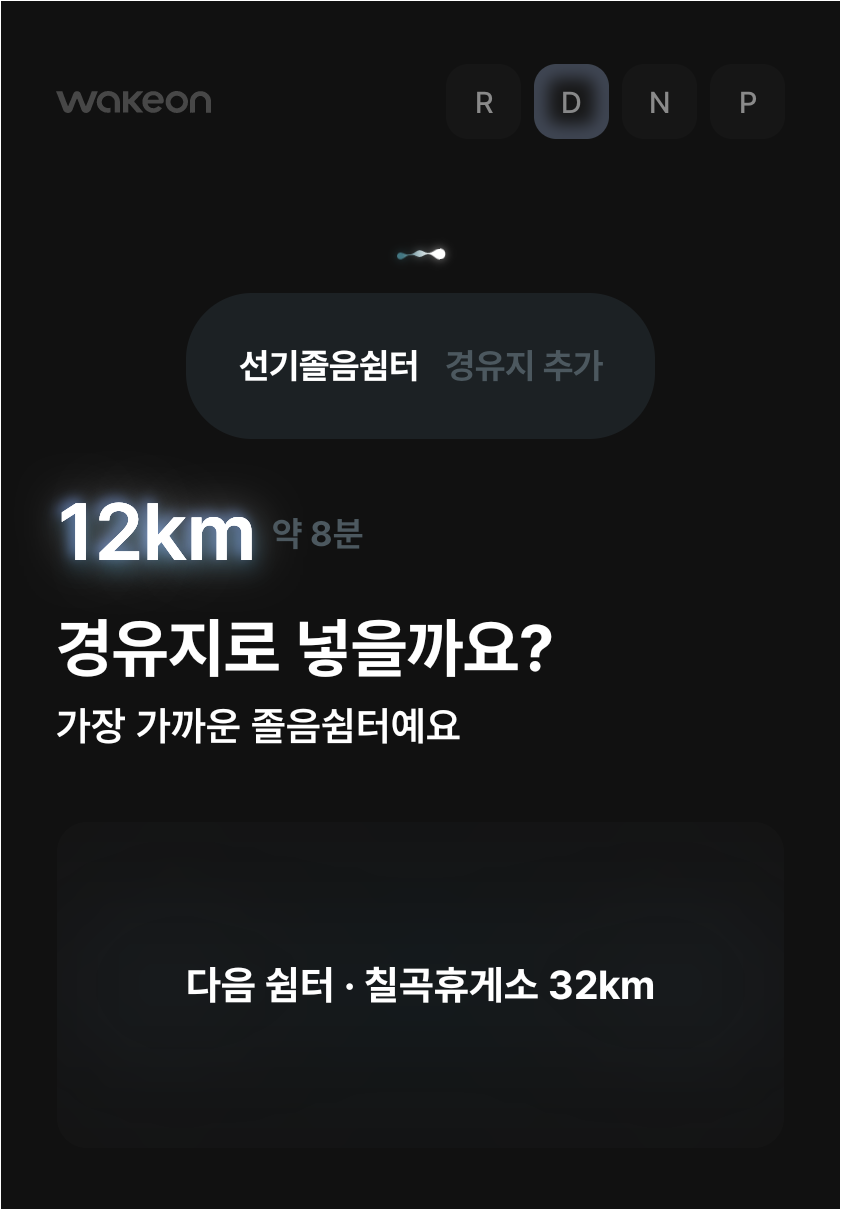 wakeon
R D N P
선기졸음쉼터 경유지 추가
12km 약 8분
경유지로 넣을까요?
가장 가까운 졸음쉼터예요
다음 쉼터 · 칠곡휴게소 32km